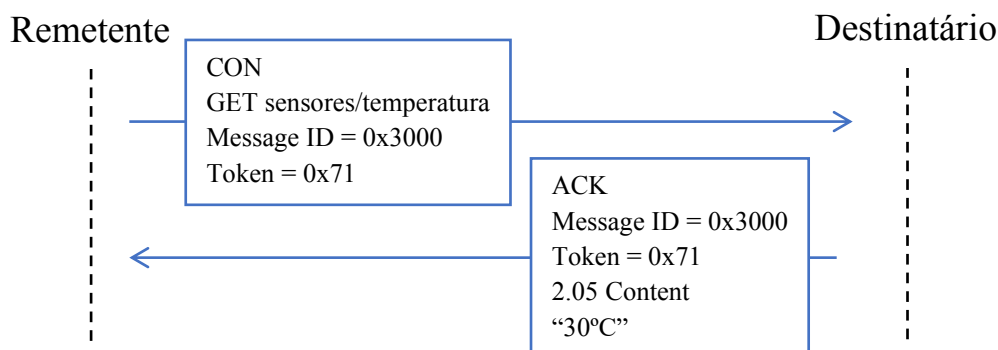 Remetente
Destinatário
CON
GET sensores/temperatura
Message ID = 0x3000
Token = 0x71
ACK
Message ID = 0x3000
Token = 0x71
2.05 Content
“30ºC”